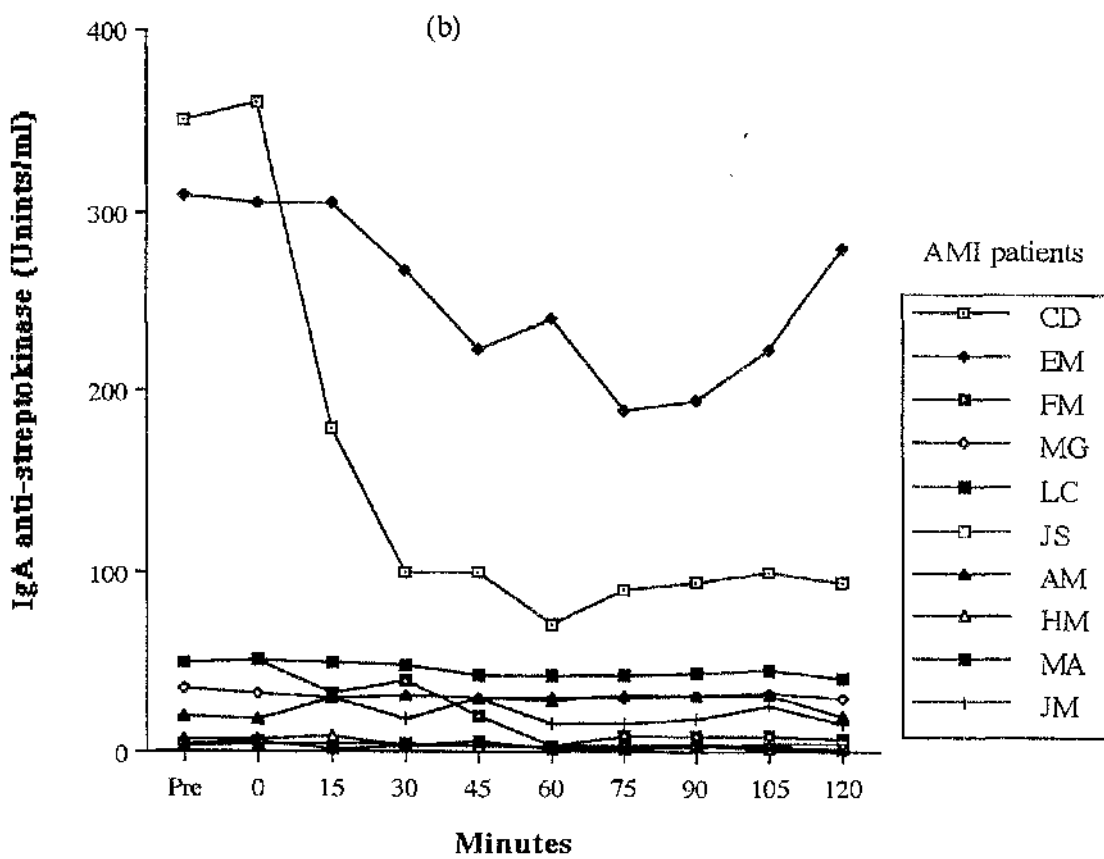 (b)
400
300
200
100
0
IgA anti-streptokinase (Unints/ml)
Pre 0 15 30 45 60 75 90 105 120
Minutes
AMI patients
CD
EM
FM
MG
LC
JS
AM
HM
MA
JM